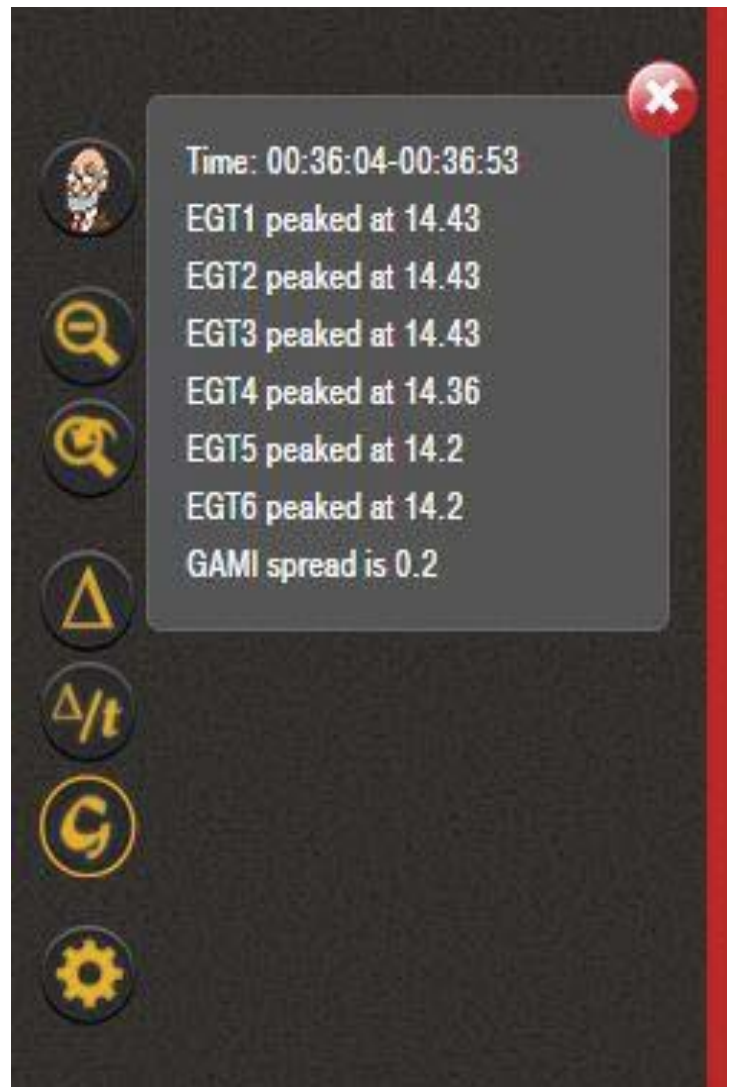 Time: 00:36:04-00:36:53
EGT1 peaked at 14.43
EGT2 peaked at 14.43
EGT3 peaked at 14.43
EGT4 peaked at 14.36
EGT5 peaked at 14.2
EGT6 peaked at 14.2
GAMI spread is 0.2
Δ
Δ/t
G